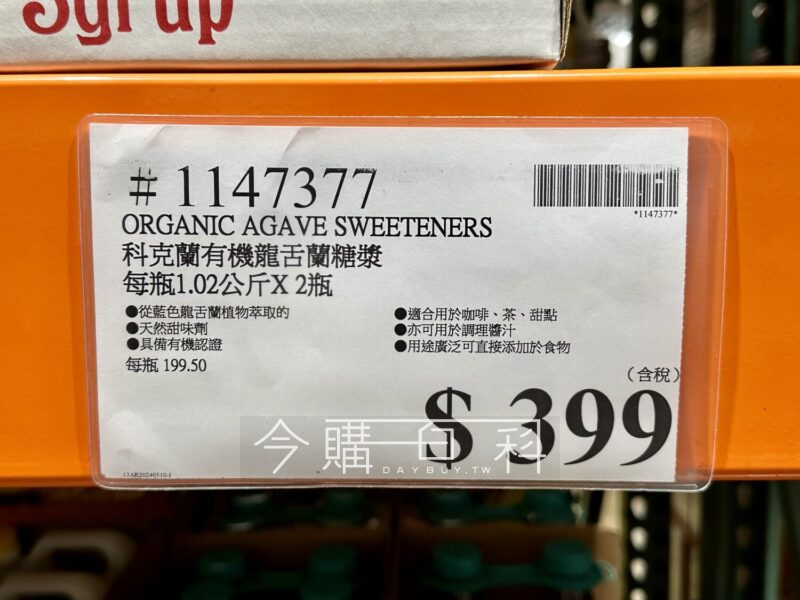 Syrup
# 1147377
*1147377*
ORGANIC AGAVE SWEETENERS
科克蘭有機龍舌蘭糖漿
每瓶1.02公斤X 2瓶
●從藍色龍舌蘭植物萃取的
●天然甜味劑
●具備有機認證
每瓶 199.50
●適合用於咖啡、茶、甜點
●亦可用於調理醬汁
●用途廣泛可直接添加於食物
(含稅)
$ 399
今購百科
DAYBUY.TW
13AR20240510-1